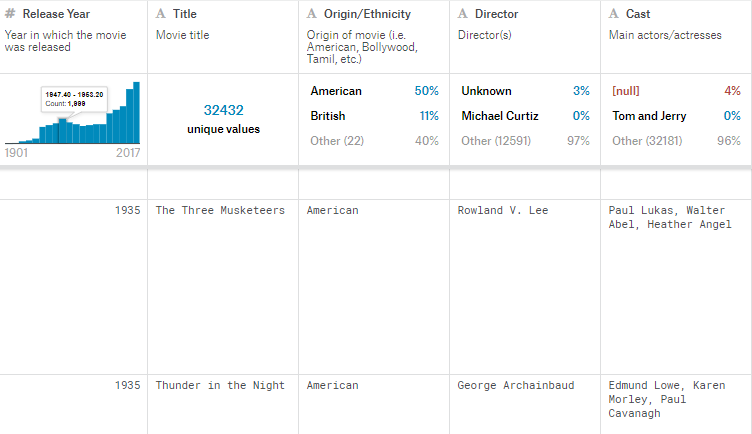 # Release Year
Year in which the movie
was released
A Title
Movie title
A Origin/Ethnicity
Origin of movie (i.e.
American, Bollywood,
Tamil, etc.)
A Director
Director(s)
A Cast
Main actors/actresses
1947.40 - 1953.20
Count: 1,999
1901 2017
32432
unique values
American 50%
British 11%
Other (22) 40%
Unknown 3%
Michael Curtiz 0%
Other (12591) 97%
[null] 4%
Tom and Jerry 0%
Other (32181) 96%
1935
The Three Musketeers
American
Rowland V. Lee
Paul Lukas, Walter
Abel, Heather Angel
1935
Thunder in the Night
American
George Archainbaud
Edmund Lowe, Karen
Morley, Paul
Cavanagh